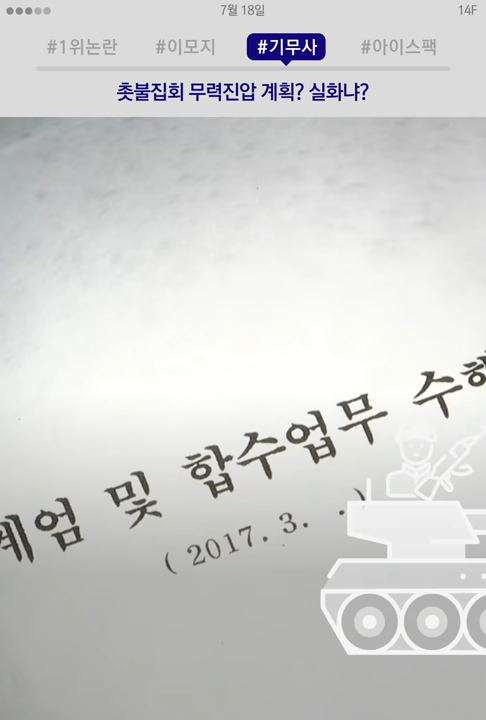 7월 18일 14F
#1위논란 #이모지 #기무사 #아이스팩
촛불집회 무력진압 계획? 실화냐?
계엄 및 합수업무 수행
( 2017. 3. . )